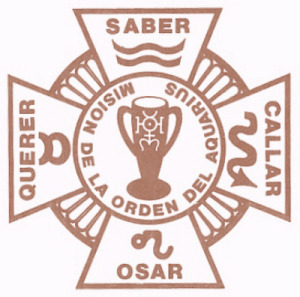 SABER
QUERER
MISION DE LA ORDEN DEL AQUARIUS
CALLAR
OSAR